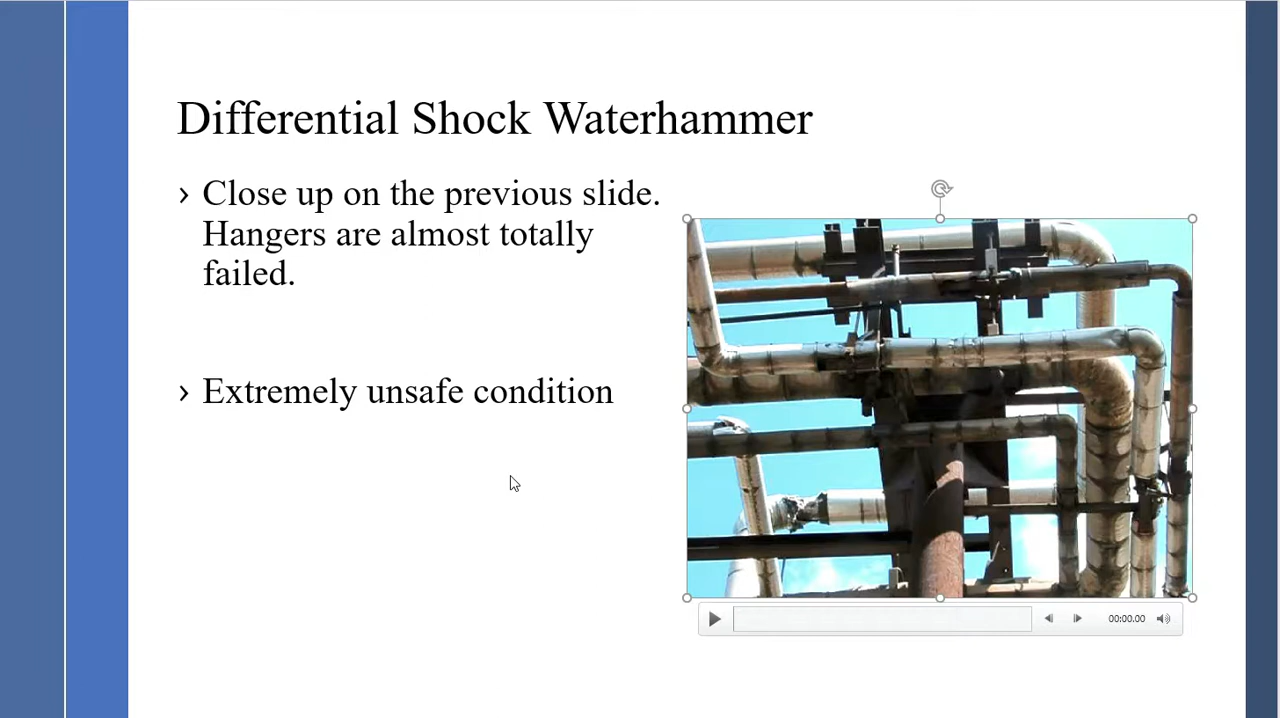 Differential Shock Waterhammer
› Close up on the previous slide.
Hangers are almost totally
failed.
› Extremely unsafe condition
00:00.00